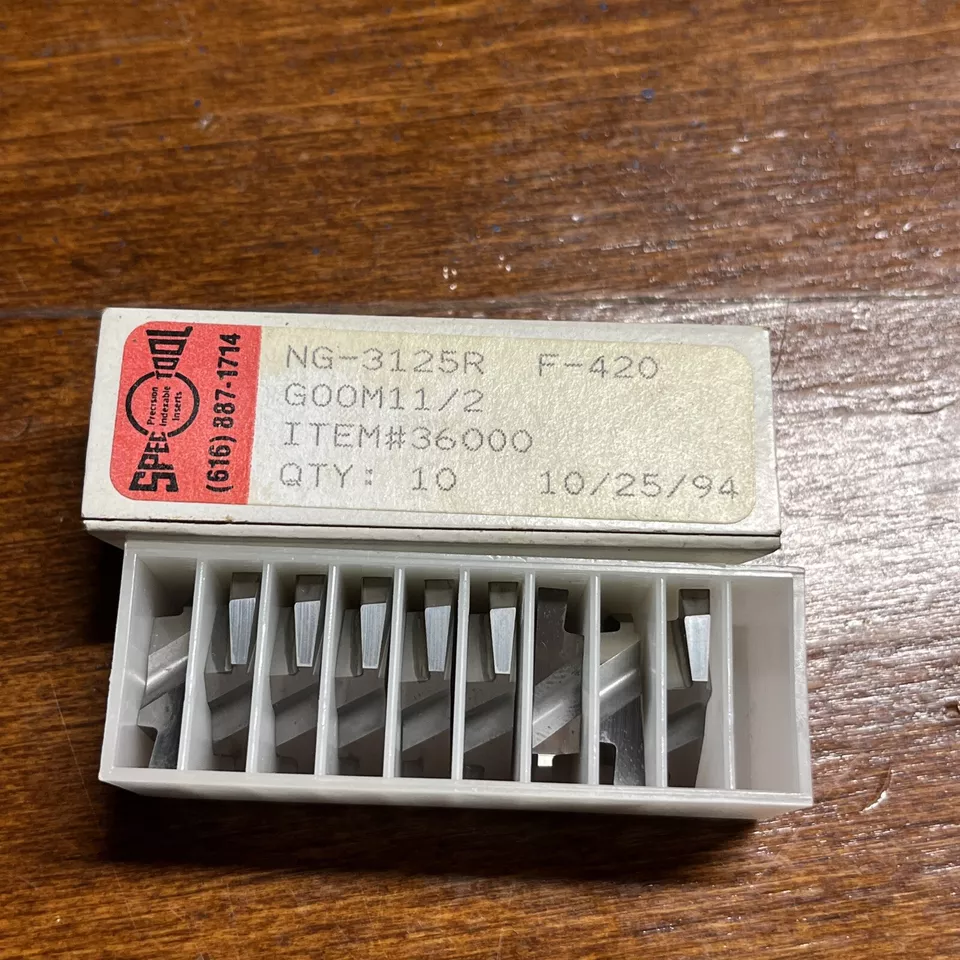 SPEC TOOL
Precision
Indexable
Inserts
(616) 887-1714
NG-3125R F-420
G00M11/2
ITEM#36000
QTY: 10 10/25/94